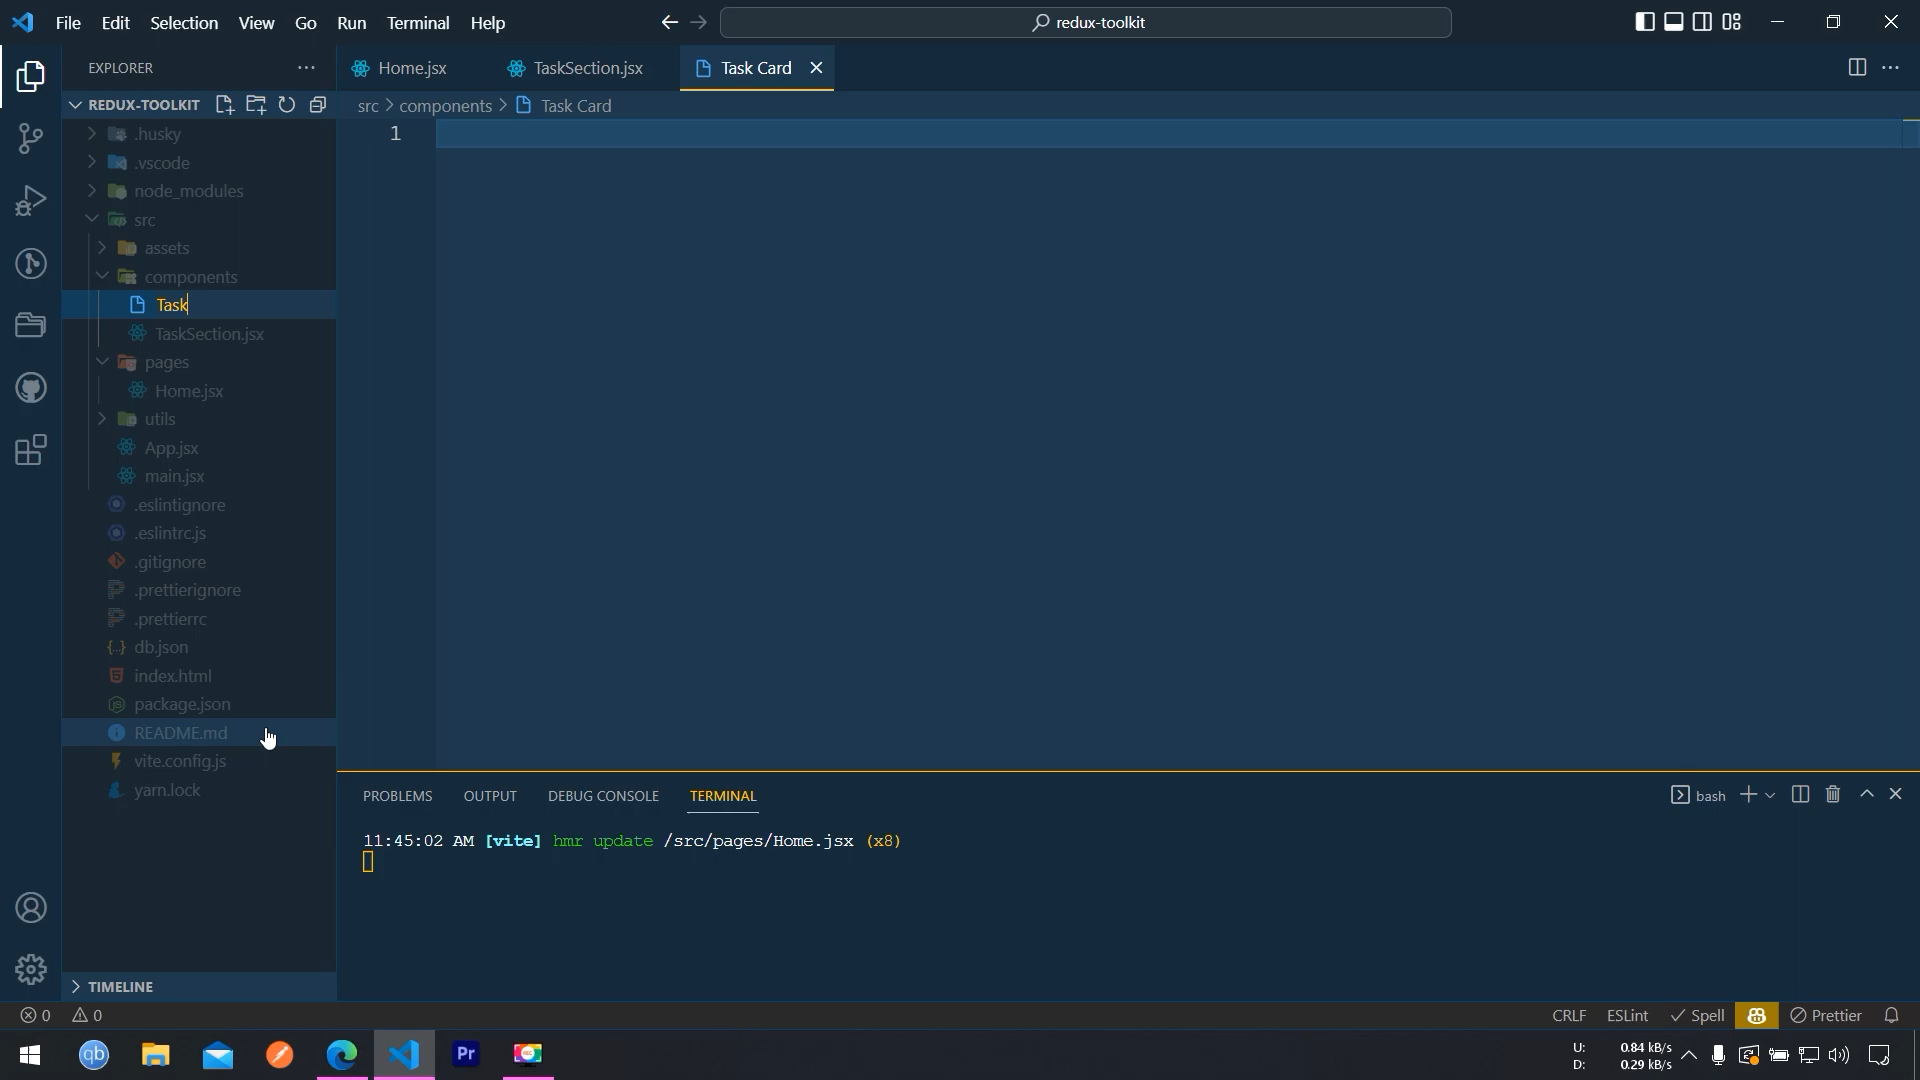 File Edit Selection View Go Run Terminal Help
redux-toolkit
EXPLORER
Home.jsx TaskSection.jsx Task Card
REDUX-TOOLKIT
src > components > Task Card
1
.husky
.vscode
node_modules
src
assets
components
Task
TaskSection.jsx
pages
Home.jsx
utils
App.jsx
main.jsx
.eslintignore
.eslintrc.js
.gitignore
.prettierignore
.prettierrc
db.json
index.html
package.json
README.md
vite.config.js
yarn.lock
PROBLEMS OUTPUT DEBUG CONSOLE TERMINAL
bash
11:45:02 AM [vite] hmr update /src/pages/Home.jsx (x8)
TIMELINE
0 0
CRLF ESLint Spell Prettier
qb
Pr
REC
U: 0.84 kB/s
D: 0.29 kB/s